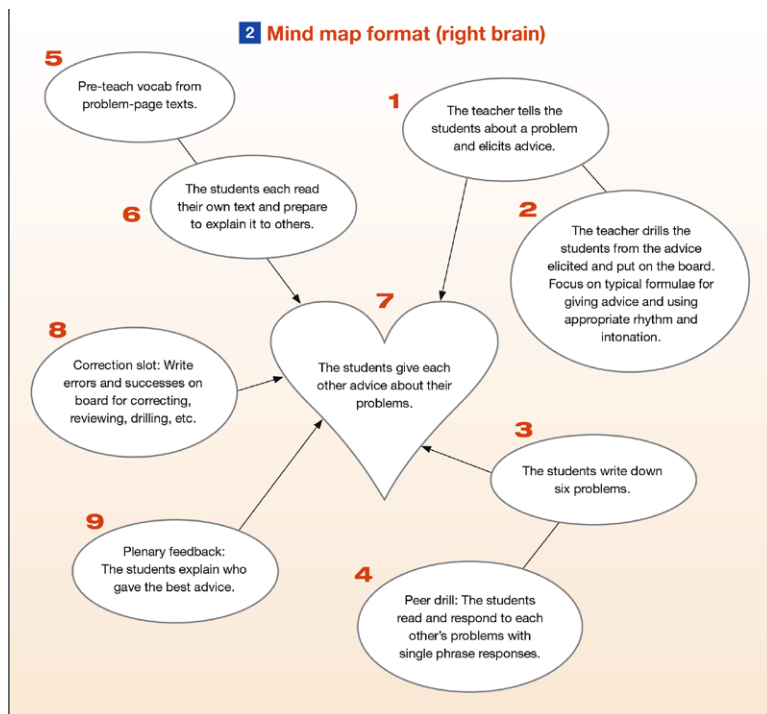 2 Mind map format (right brain)
5
Pre-teach vocab from
problem-page texts.
1
The teacher tells the
students about a problem
and elicits advice.
6
The students each read
their own text and prepare
to explain it to others.
2
The teacher drills the
students from the advice
elicited and put on the board.
Focus on typical formulae for
giving advice and using
appropriate rhythm and
intonation.
7
The students give each
other advice about their
problems.
8
Correction slot: Write
errors and successes on
board for correcting,
reviewing, drilling, etc.
3
The students write down
six problems.
9
Plenary feedback:
The students explain who
gave the best advice.
4
Peer drill: The students
read and respond to each
other's problems with
single phrase responses.